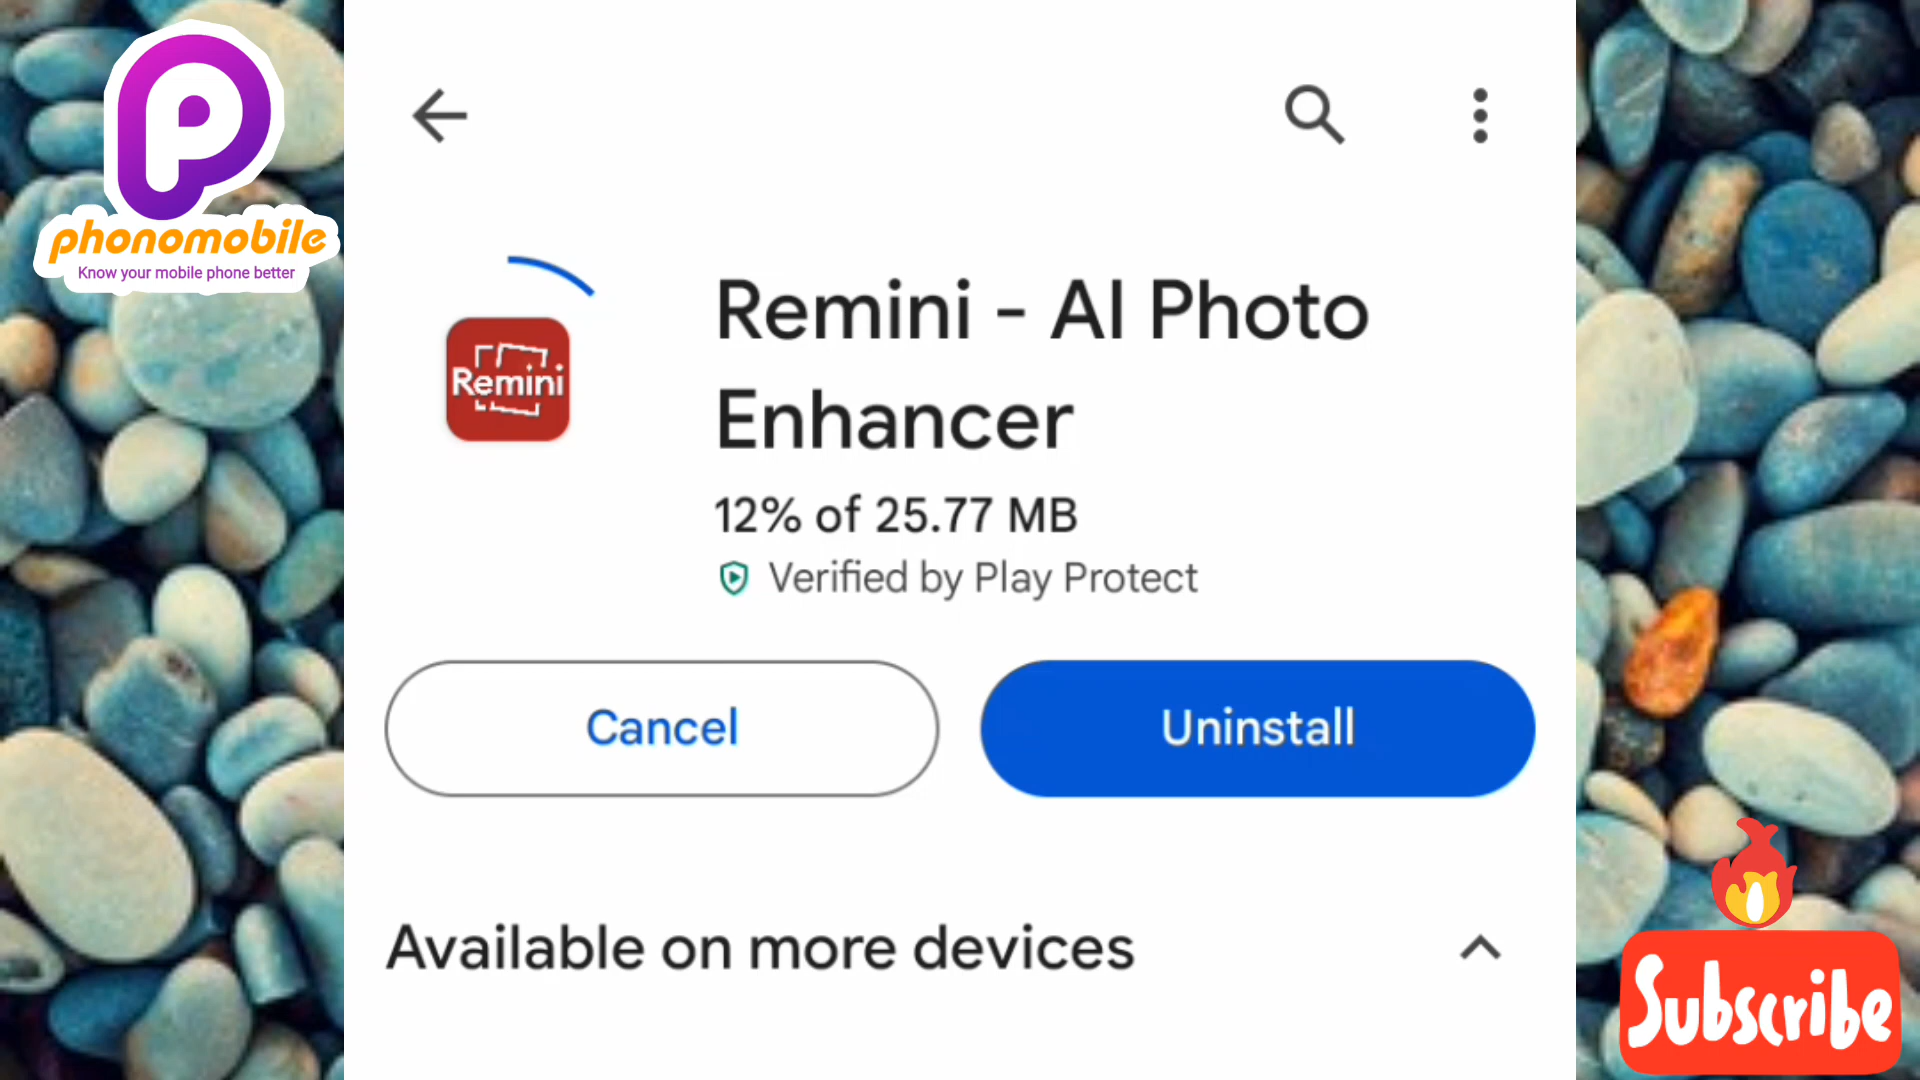 P
phonomobile
Know your mobile phone better
Remini
Remini - AI Photo
Enhancer
12% of 25.77 MB
Verified by Play Protect
Cancel
Uninstall
Available on more devices
Subscribe